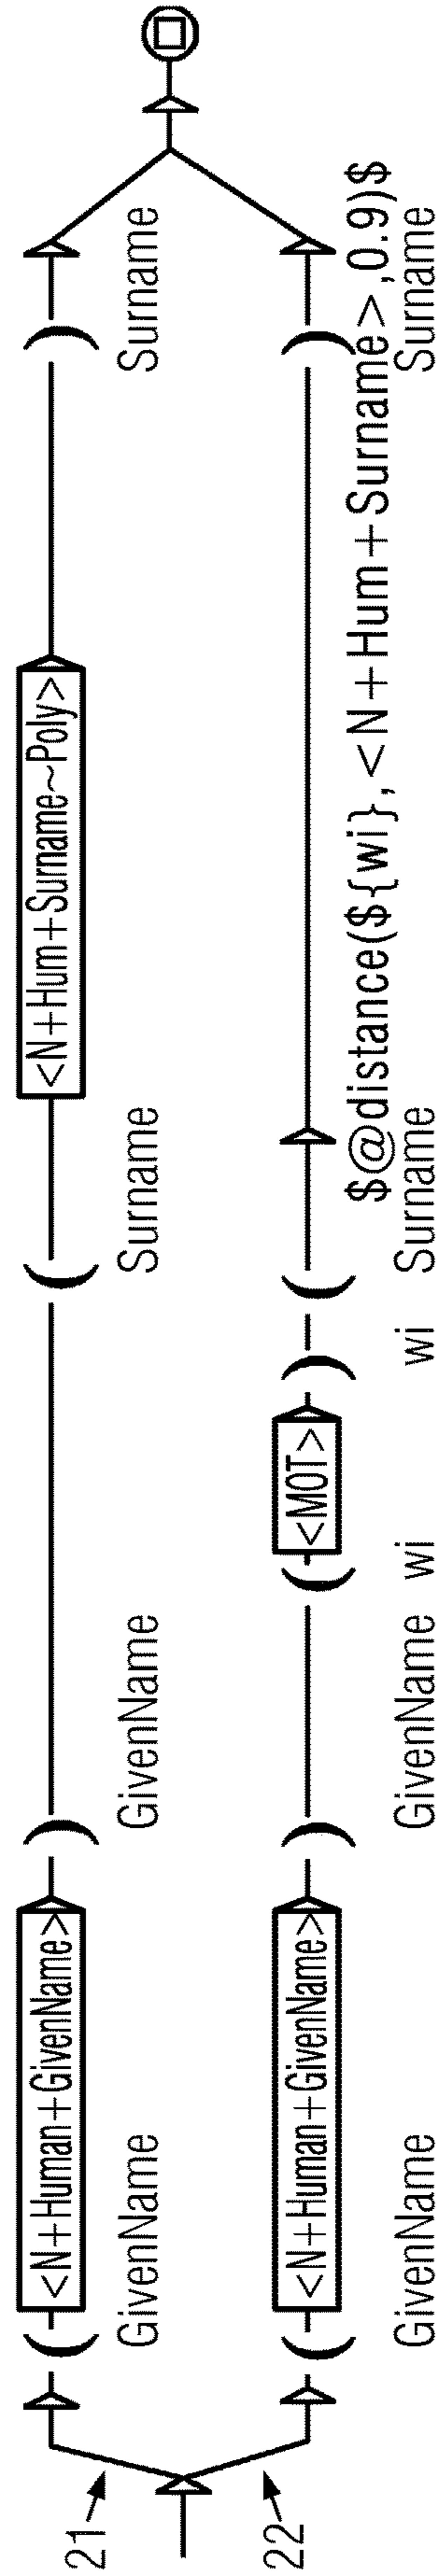 21
<N+Human+GivenName>
<N+Hum+Surname~Poly>
GivenName GivenName Surname Surname
22
<N+Human+GivenName>
<MOT>
$@distance(${wi},<N+Hum+Surname>,0.9)$
GivenName GivenName wi wi Surname Surname